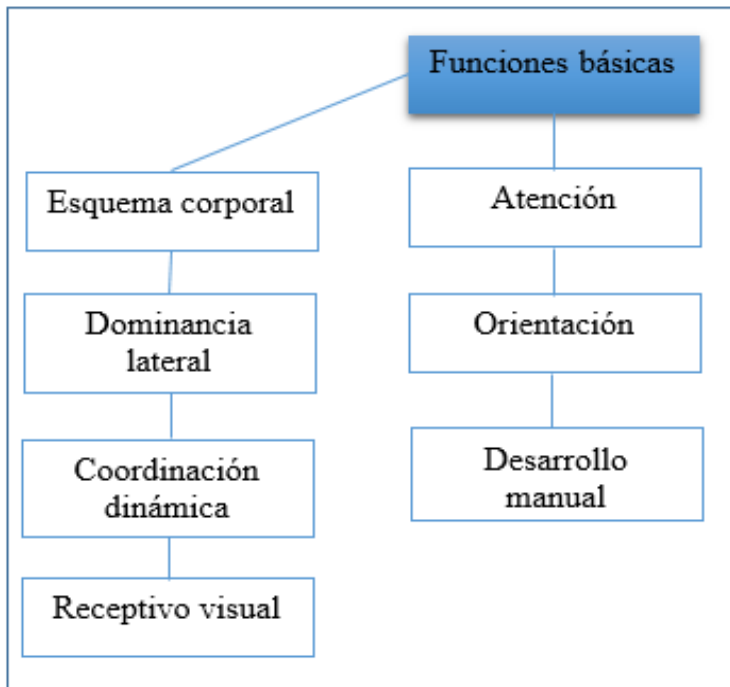 Funciones básicas
Esquema corporal
Atención
Dominancia
lateral
Orientación
Coordinación
dinámica
Desarrollo
manual
Receptivo visual